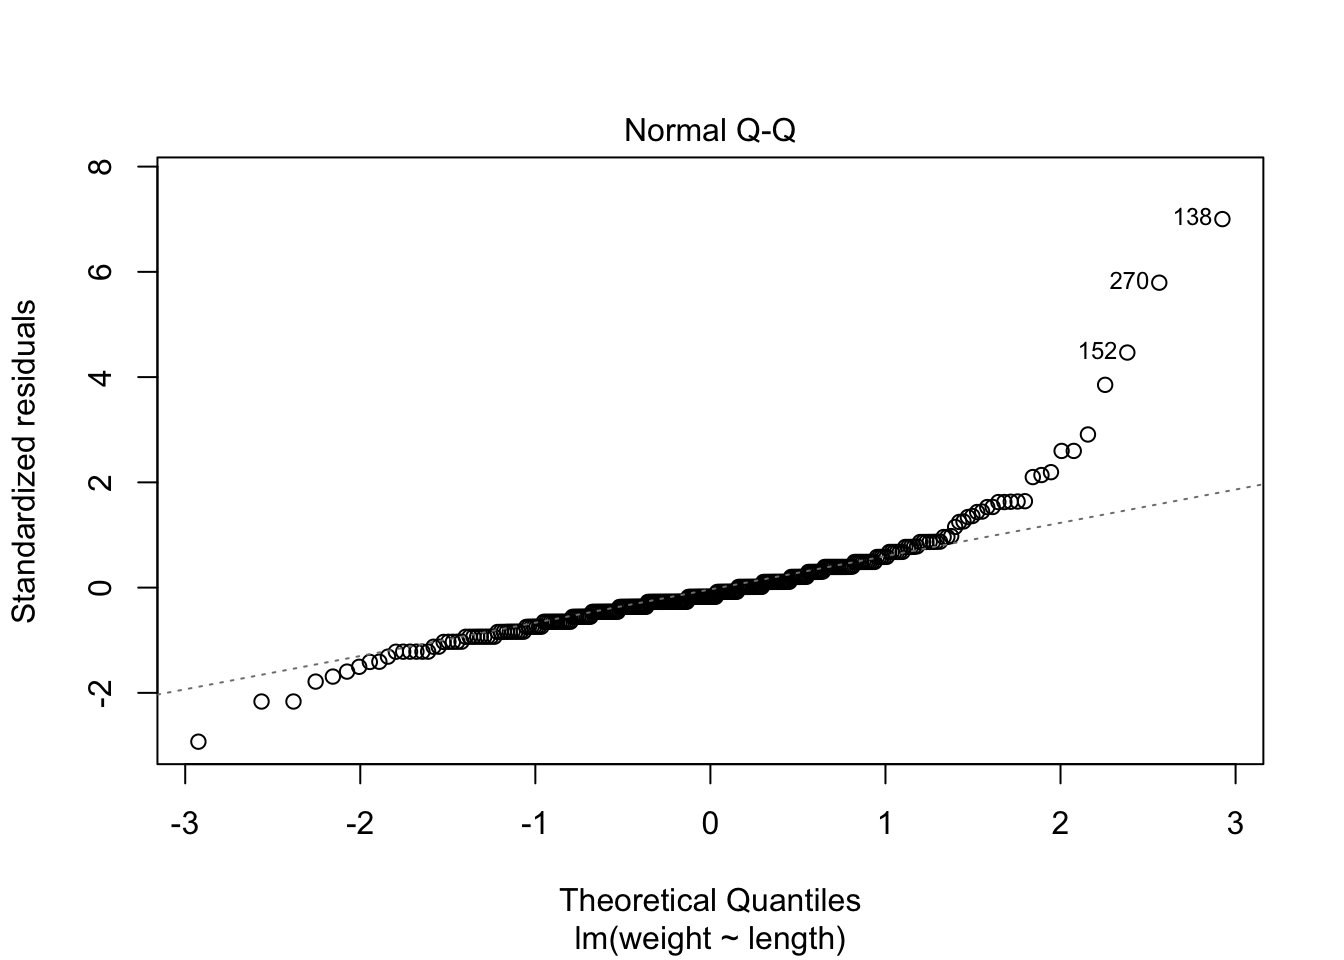 Normal Q-Q
8
6
4
2
0
-2
Standardized residuals
138
270
152
-3 -2 -1 0 1 2 3
Theoretical Quantiles
lm(weight ~ length)